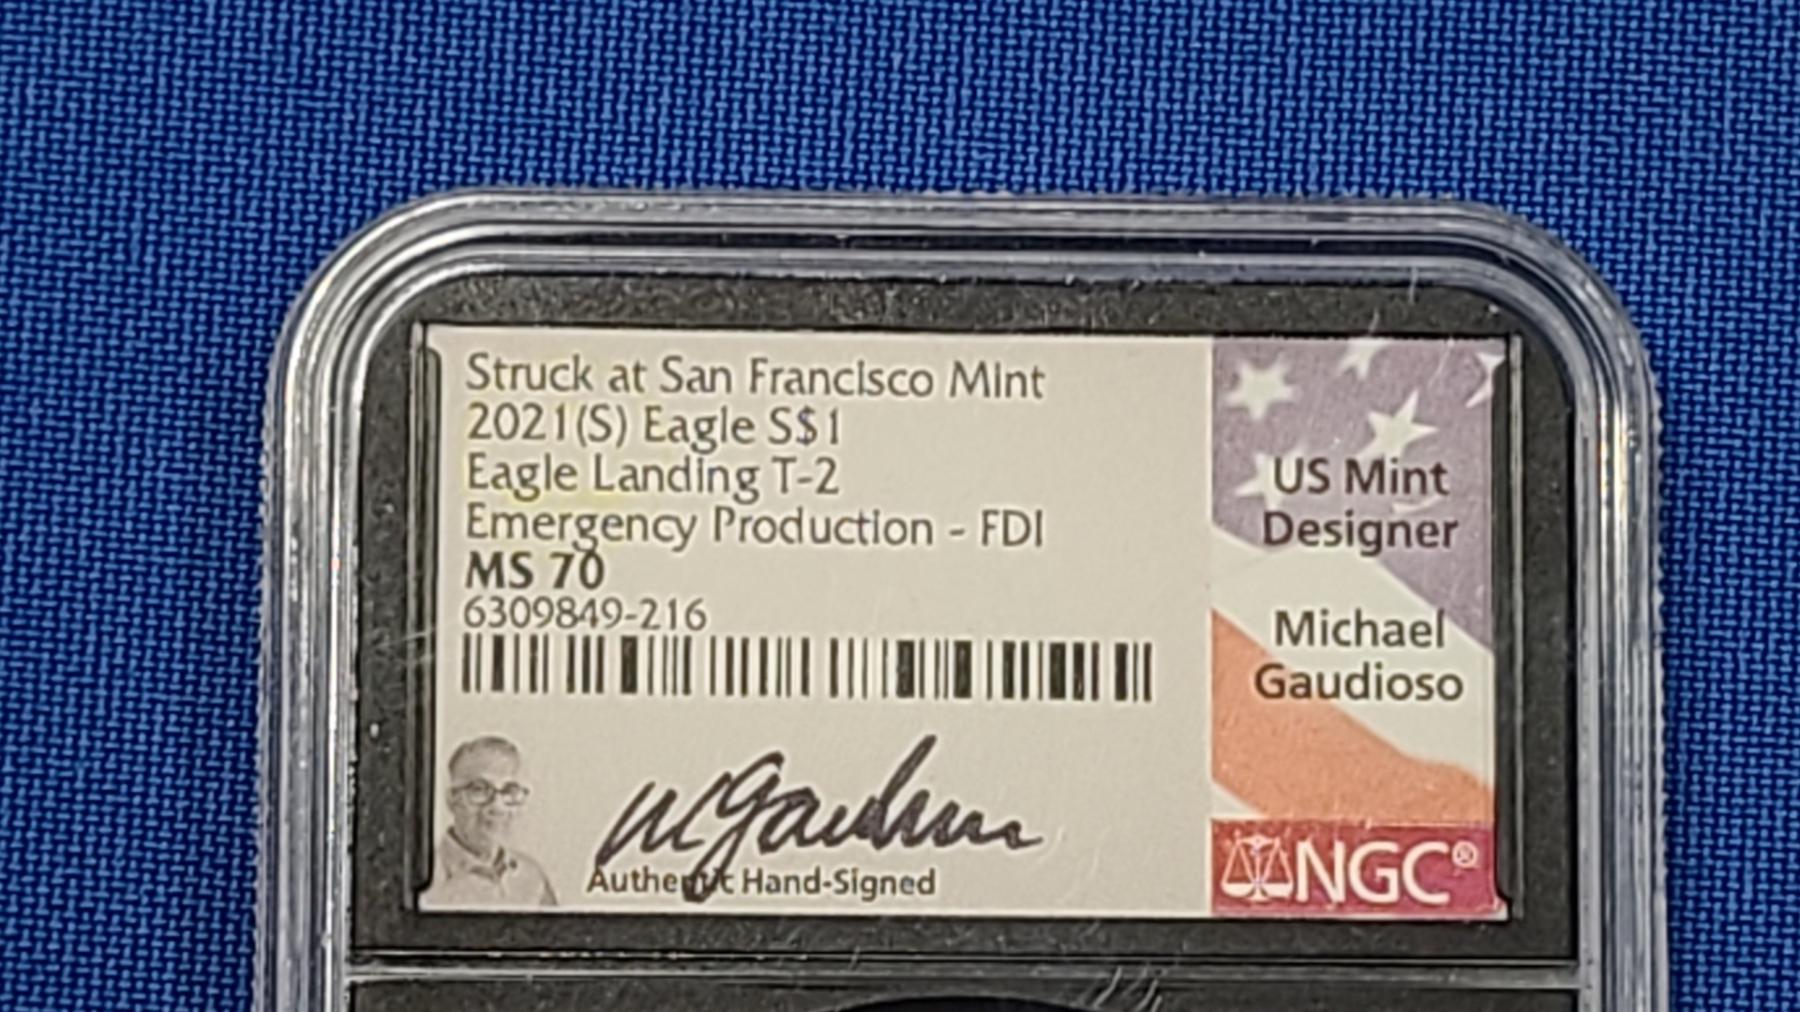 Struck at San Francisco Mint
2021(S) Eagle S$1
Eagle Landing T-2
Emergency Production - FDI
MS 70
6309849-216
US Mint
Designer
Michael
Gaudioso
M Gaudioso
Authentic Hand-Signed
NGC®